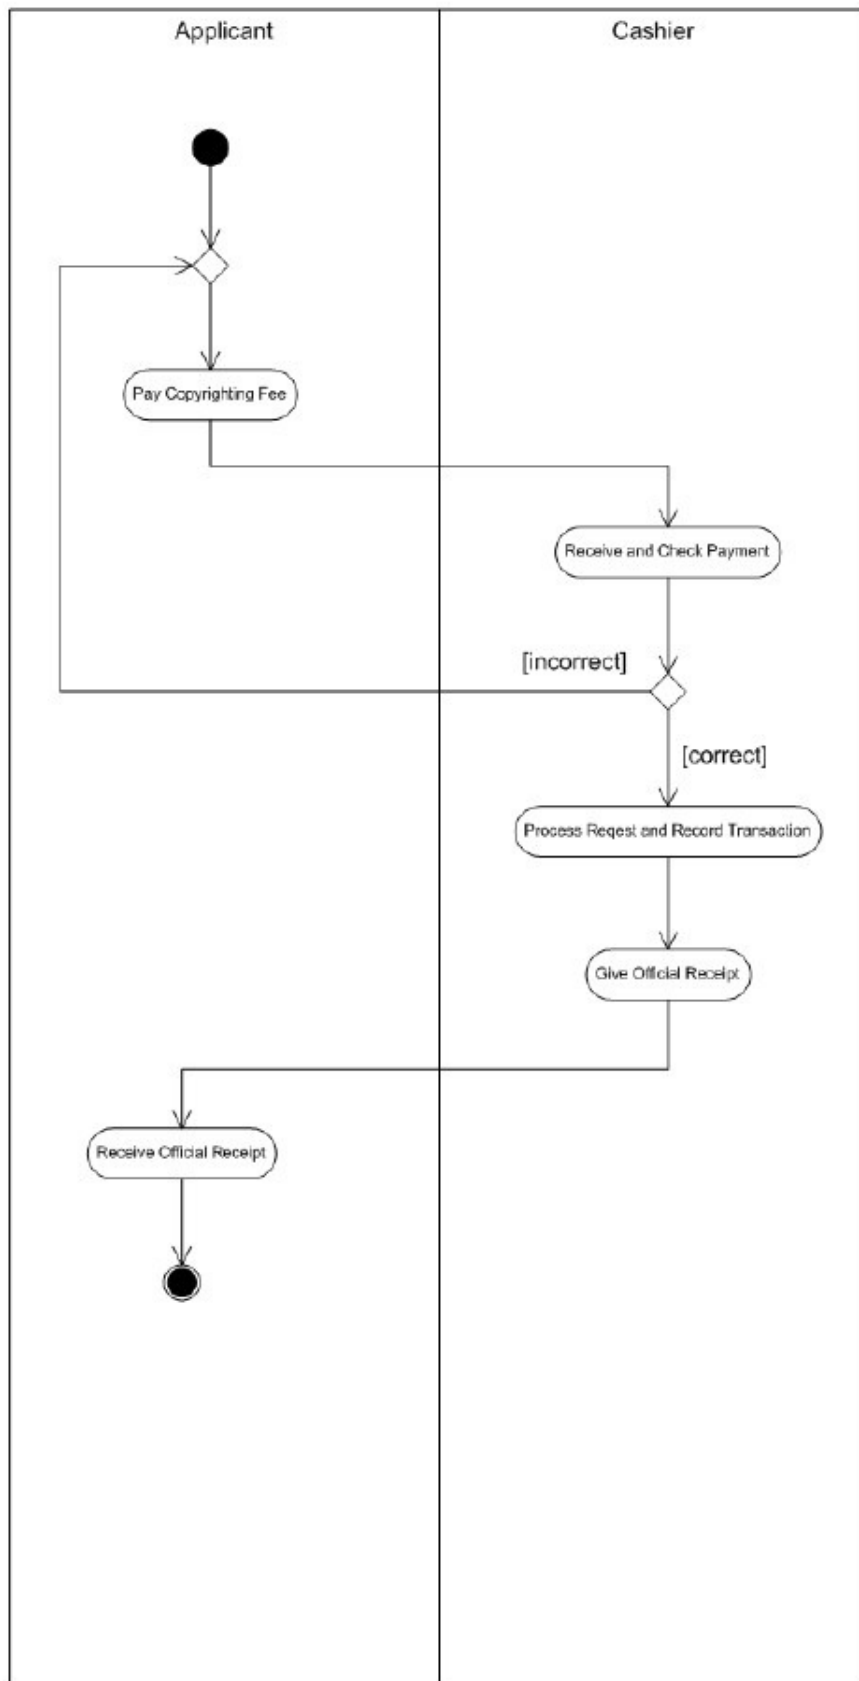 Applicant
Cashier
Pay Copyrighting Fee
Receive and Check Payment
[incorrect]
[correct]
Process Reqest and Record Transaction
Give Official Receipt
Receive Official Receipt